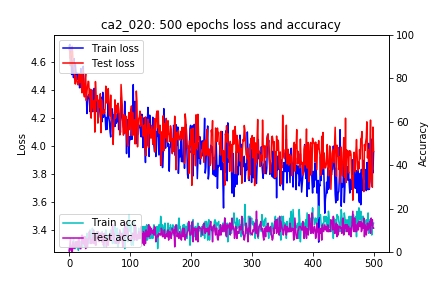 ca2_020: 500 epochs loss and accuracy
Train loss
Test loss
Train acc
Test acc
Loss
Accuracy
4.6
4.4
4.2
4.0
3.8
3.6
3.4
100
80
60
40
20
0
0 100 200 300 400 500